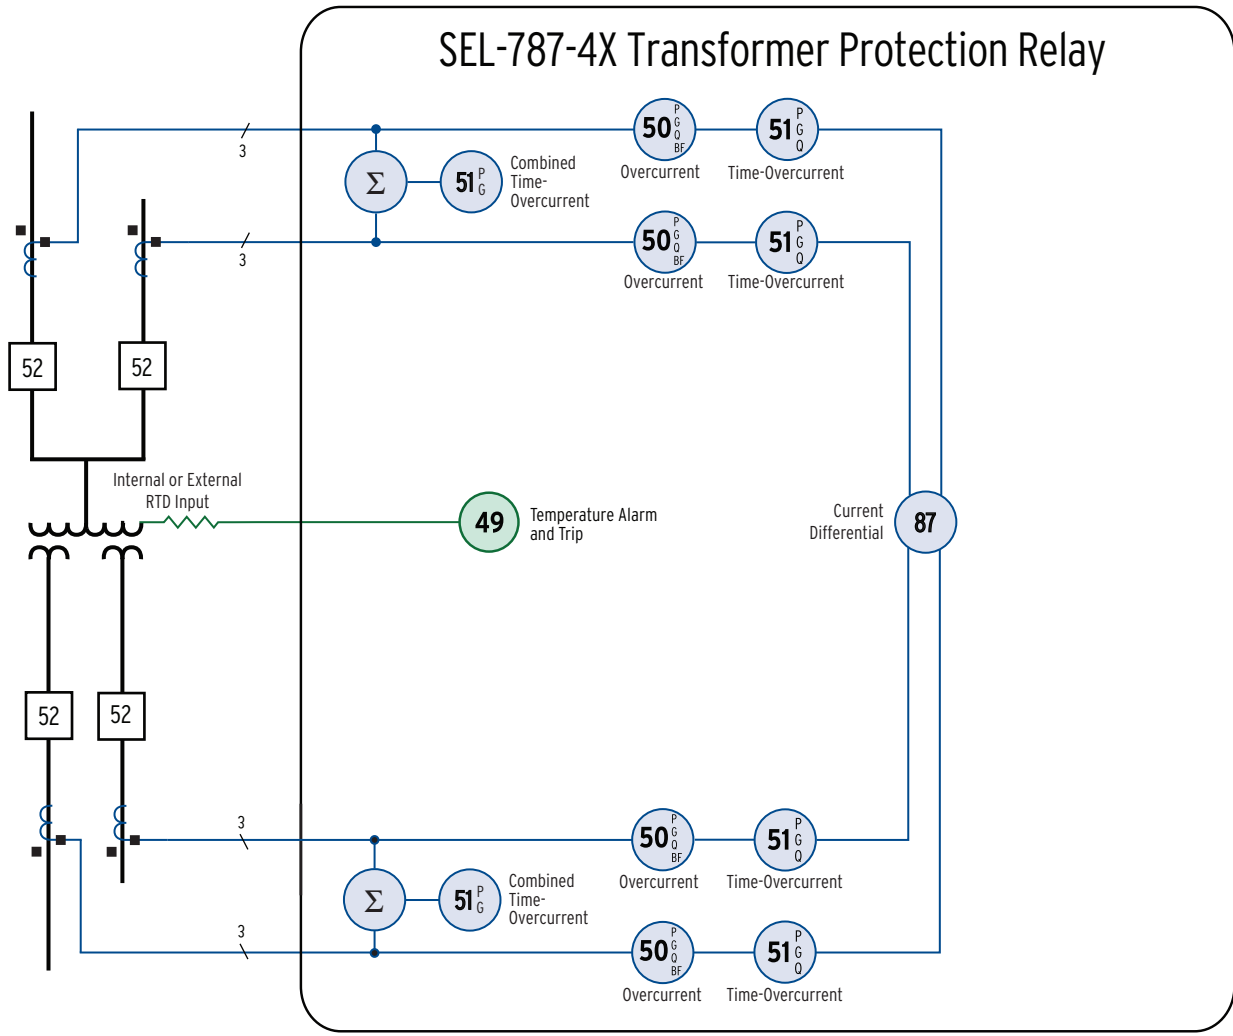 SEL-787-4X Transformer Protection Relay
3
50 P G Q BF
Overcurrent
51 P G Q
Time-Overcurrent
Σ
51 P G
Combined
Time-
Overcurrent
3
50 P G Q BF
Overcurrent
51 P G Q
Time-Overcurrent
52
52
Internal or External
RTD Input
49
Temperature Alarm
and Trip
Current
Differential
87
52
52
3
50 P G Q BF
Overcurrent
51 P G Q
Time-Overcurrent
Σ
51 P G
Combined
Time-
Overcurrent
3
50 P G Q BF
Overcurrent
51 P G Q
Time-Overcurrent